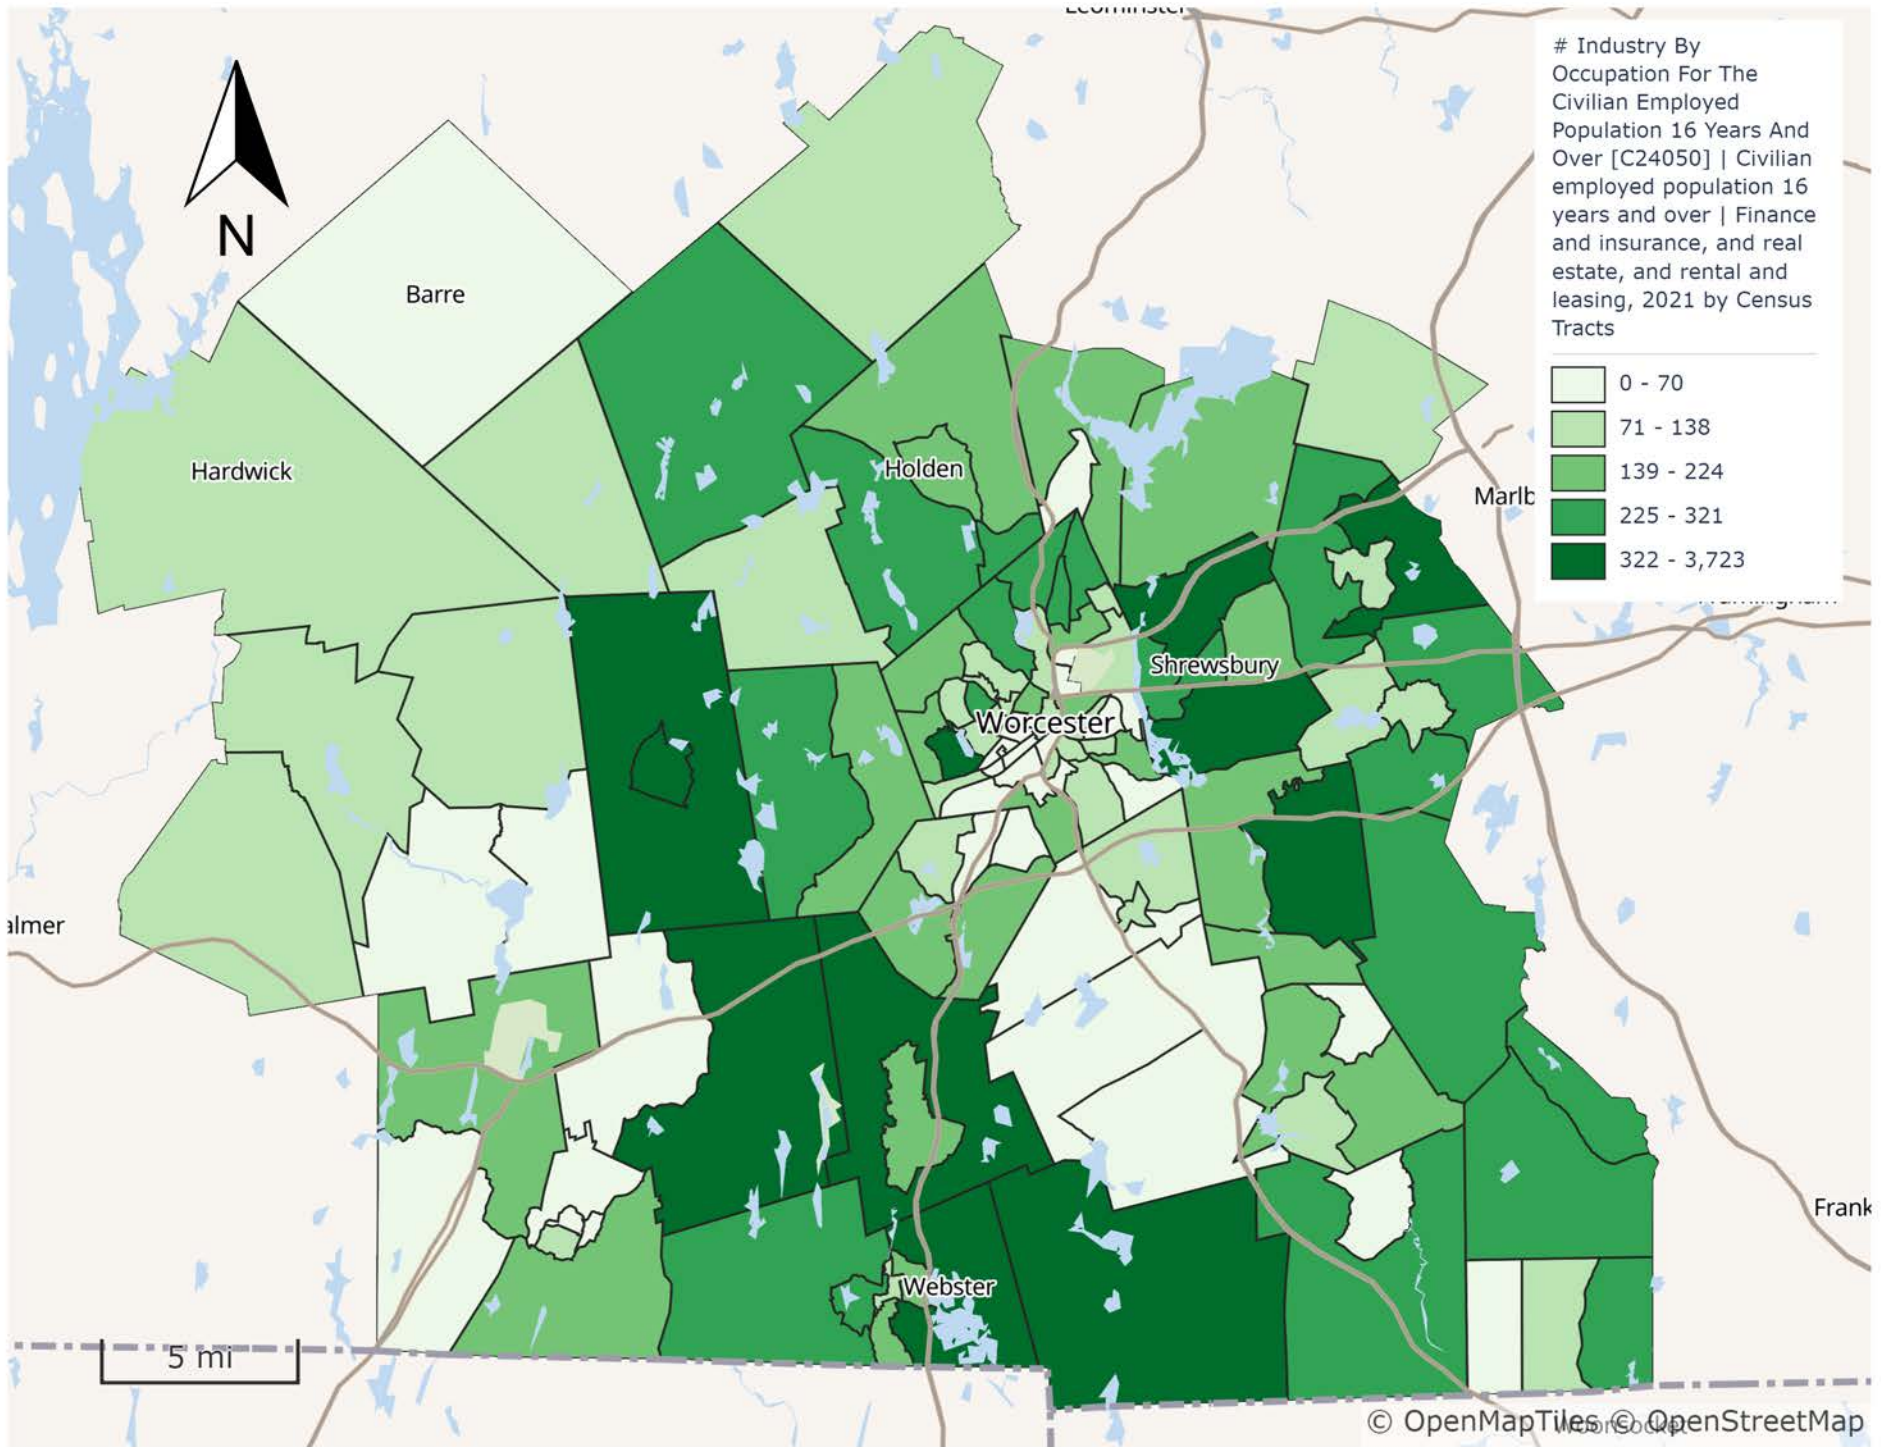 # Industry By
Occupation For The
Civilian Employed
Population 16 Years And
Over [C24050] | Civilian
employed population 16
years and over | Finance
and insurance, and real
estate, and rental and
leasing, 2021 by Census
Tracts
0 - 70
71 - 138
139 - 224
225 - 321
322 - 3,723
N
Barre
Hardwick
Holden
Marlb
Shrewsbury
Worcester
almer
Frank
Webster
5 mi
Woonsocket
© OpenMapTiles © OpenStreetMap